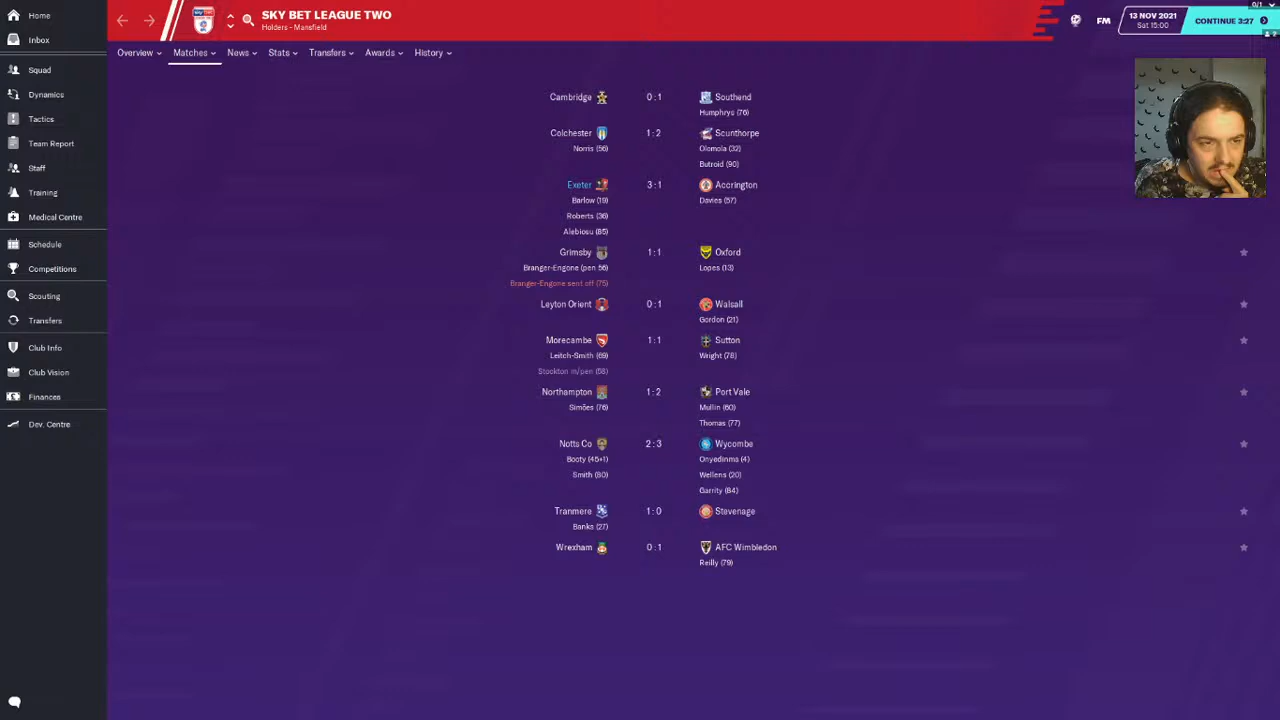 0/1
SKY BET LEAGUE TWO
Holders - Mansfield
FM
13 NOV 2021
Sat 15:00
CONTINUE 3:27
2
Overview Matches News Stats Transfers Awards History
Home
Inbox
Squad
Dynamics
Tactics
Team Report
Staff
Training
Medical Centre
Schedule
Competitions
Scouting
Transfers
Club Info
Club Vision
Finances
Dev. Centre
Cambridge 0 : 1 Southend
Humphrys (76)
Colchester 1 : 2 Scunthorpe
Norris (56) Olomola (32)
Butroid (90)
Exeter 3 : 1 Accrington
Barlow (19) Davies (57)
Roberts (36)
Alebiosu (85)
Grimsby 1 : 1 Oxford
Branger-Engone (pen 56) Lopes (13)
Branger-Engone sent off (75)
Leyton Orient 0 : 1 Walsall
Gordon (21)
Morecambe 1 : 1 Sutton
Leitch-Smith (69) Wright (78)
Stockton m/pen (58)
Northampton 1 : 2 Port Vale
Simões (76) Mullin (60)
Thomas (77)
Notts Co 2 : 3 Wycombe
Booty (45+1) Onyedinma (4)
Smith (80) Wellens (20)
Garrity (84)
Tranmere 1 : 0 Stevenage
Banks (27)
Wrexham 0 : 1 AFC Wimbledon
Reilly (79)